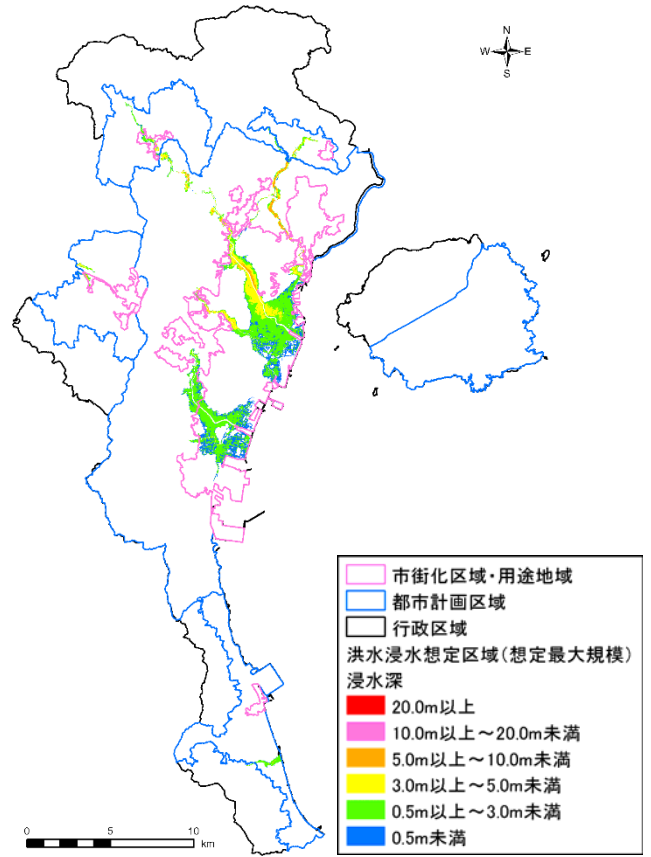 N
W E
S
市街化区域・用途地域
都市計画区域
行政区域
洪水浸水想定区域(想定最大規模)
浸水深
20.0m以上
10.0m以上～20.0m未満
5.0m以上～10.0m未満
3.0m以上～5.0m未満
0.5m以上～3.0m未満
0.5m未満
0 5 10
km